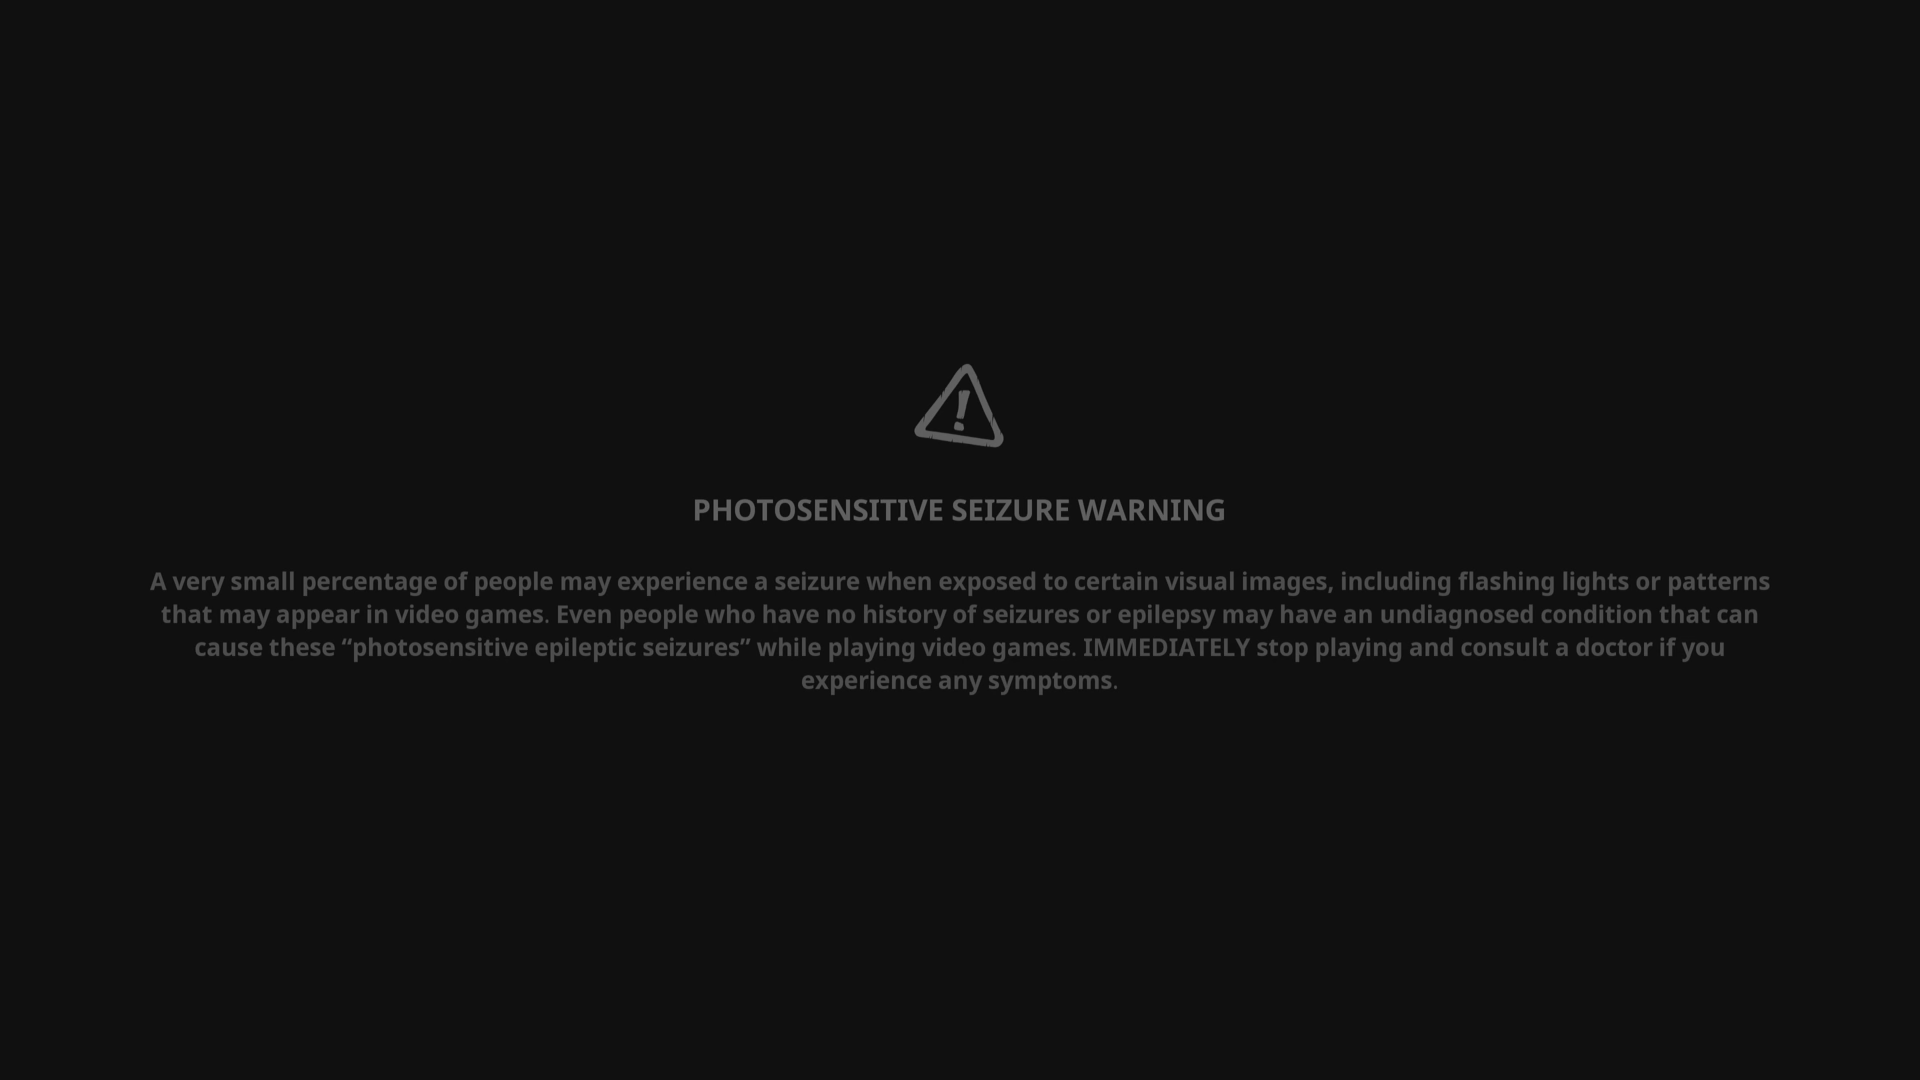 PHOTOSENSITIVE SEIZURE WARNING
A very small percentage of people may experience a seizure when exposed to certain visual images, including flashing lights or patterns
that may appear in video games. Even people who have no history of seizures or epilepsy may have an undiagnosed condition that can
cause these “photosensitive epileptic seizures” while playing video games. IMMEDIATELY stop playing and consult a doctor if you
experience any symptoms.